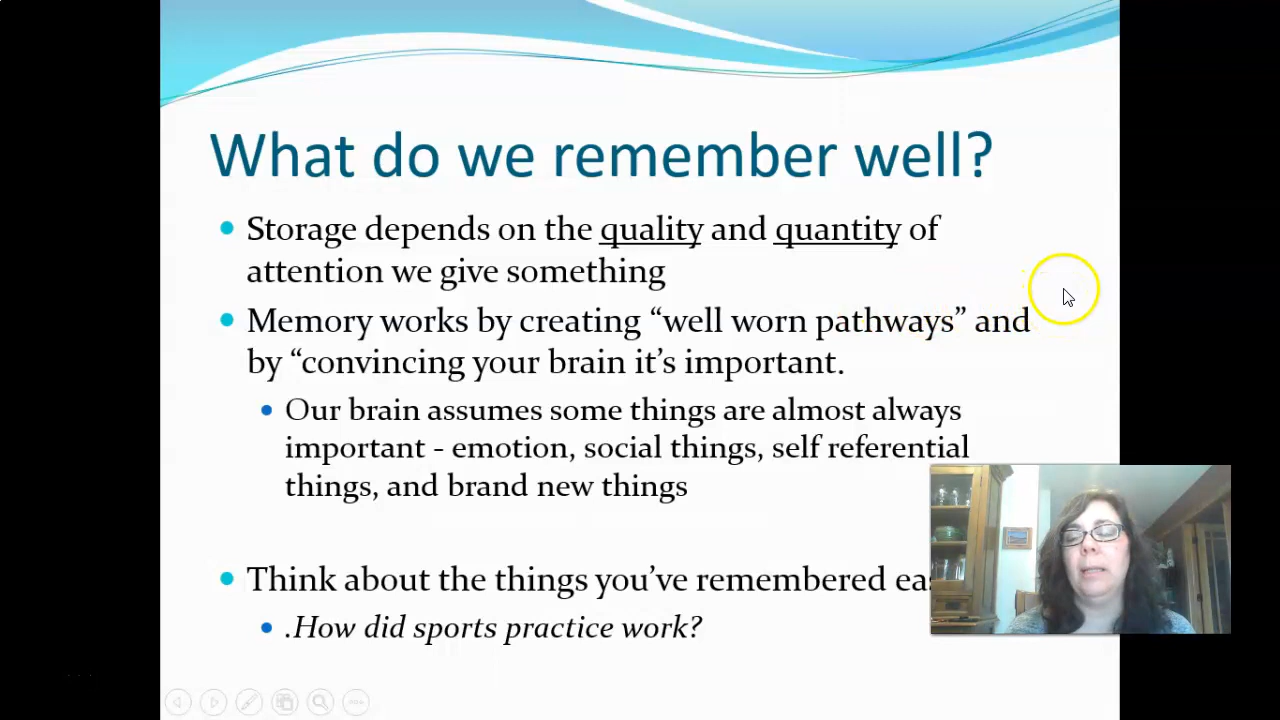 What do we remember well?
Storage depends on the quality and quantity of
attention we give something
Memory works by creating “well worn pathways” and
by “convincing your brain it’s important.
Our brain assumes some things are almost always
important - emotion, social things, self referential
things, and brand new things
Think about the things you’ve remembered
.How did sports practice work?